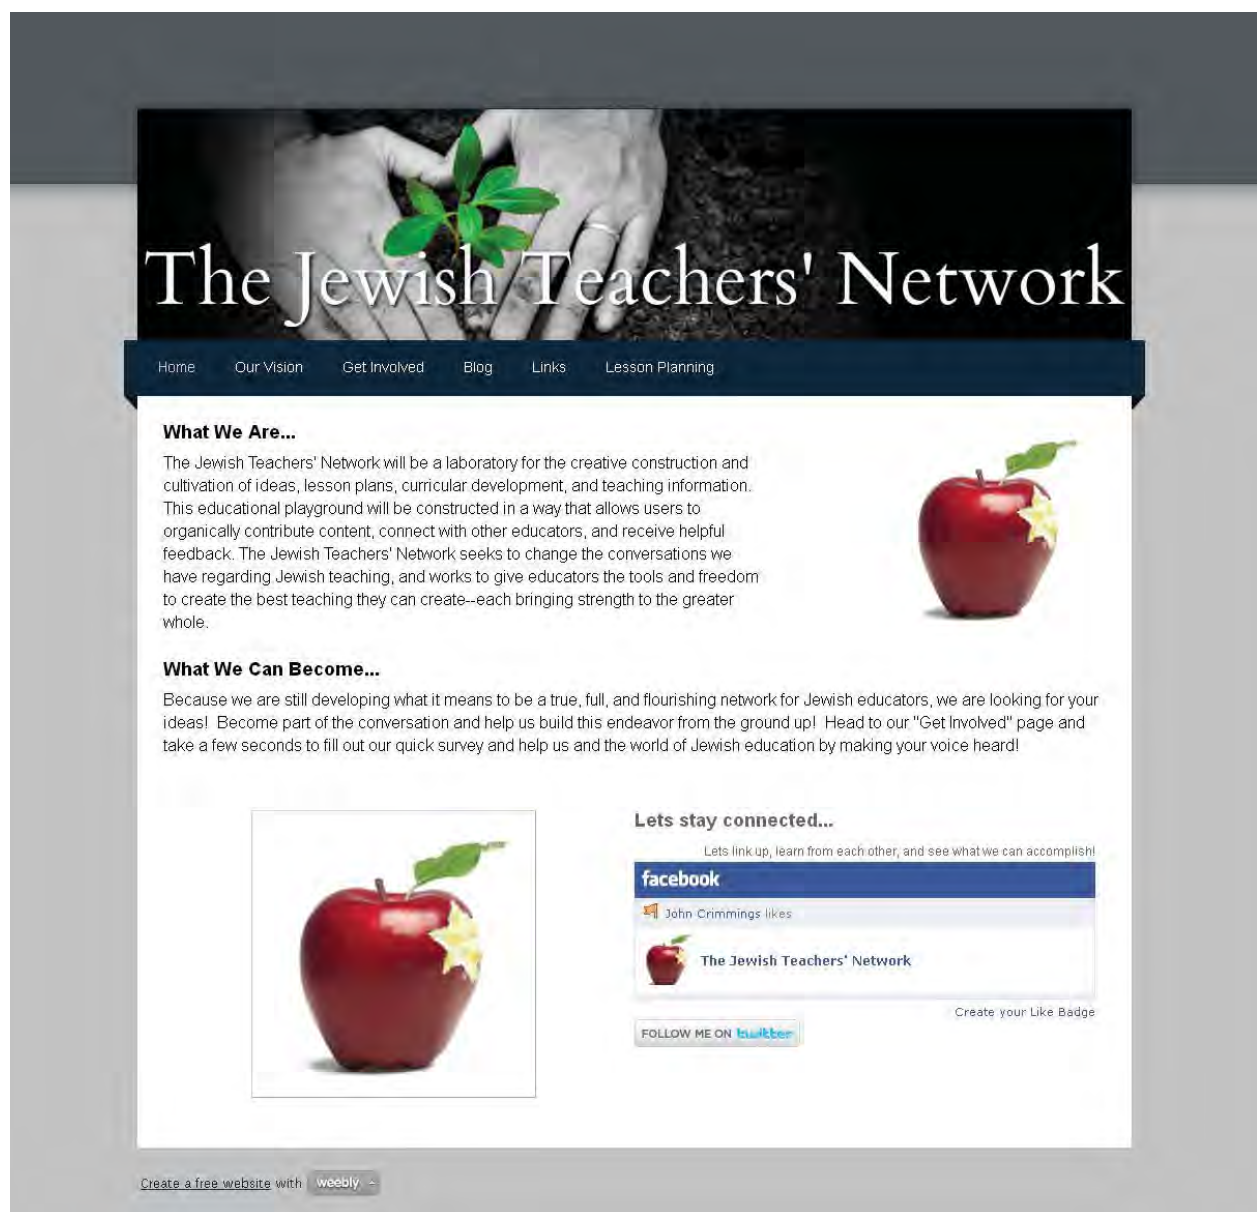 The Jewish Teachers' Network
Home Our Vision Get Involved Blog Links Lesson Planning
What We Are...
The Jewish Teachers' Network will be a laboratory for the creative construction and
cultivation of ideas, lesson plans, curricular development, and teaching information.
This educational playground will be constructed in a way that allows users to
organically contribute content, connect with other educators, and receive helpful
feedback. The Jewish Teachers' Network seeks to change the conversations we
have regarding Jewish teaching, and works to give educators the tools and freedom
to create the best teaching they can create--each bringing strength to the greater
whole.
What We Can Become...
Because we are still developing what it means to be a true, full, and flourishing network for Jewish educators, we are looking for your
ideas! Become part of the conversation and help us build this endeavor from the ground up! Head to our "Get Involved" page and
take a few seconds to fill out our quick survey and help us and the world of Jewish education by making your voice heard!
Lets stay connected...
Lets link up, learn from each other, and see what we can accomplish!
facebook
John Crimmings likes
The Jewish Teachers' Network
Create your Like Badge
FOLLOW ME ON twitter
Create a free website with weebly